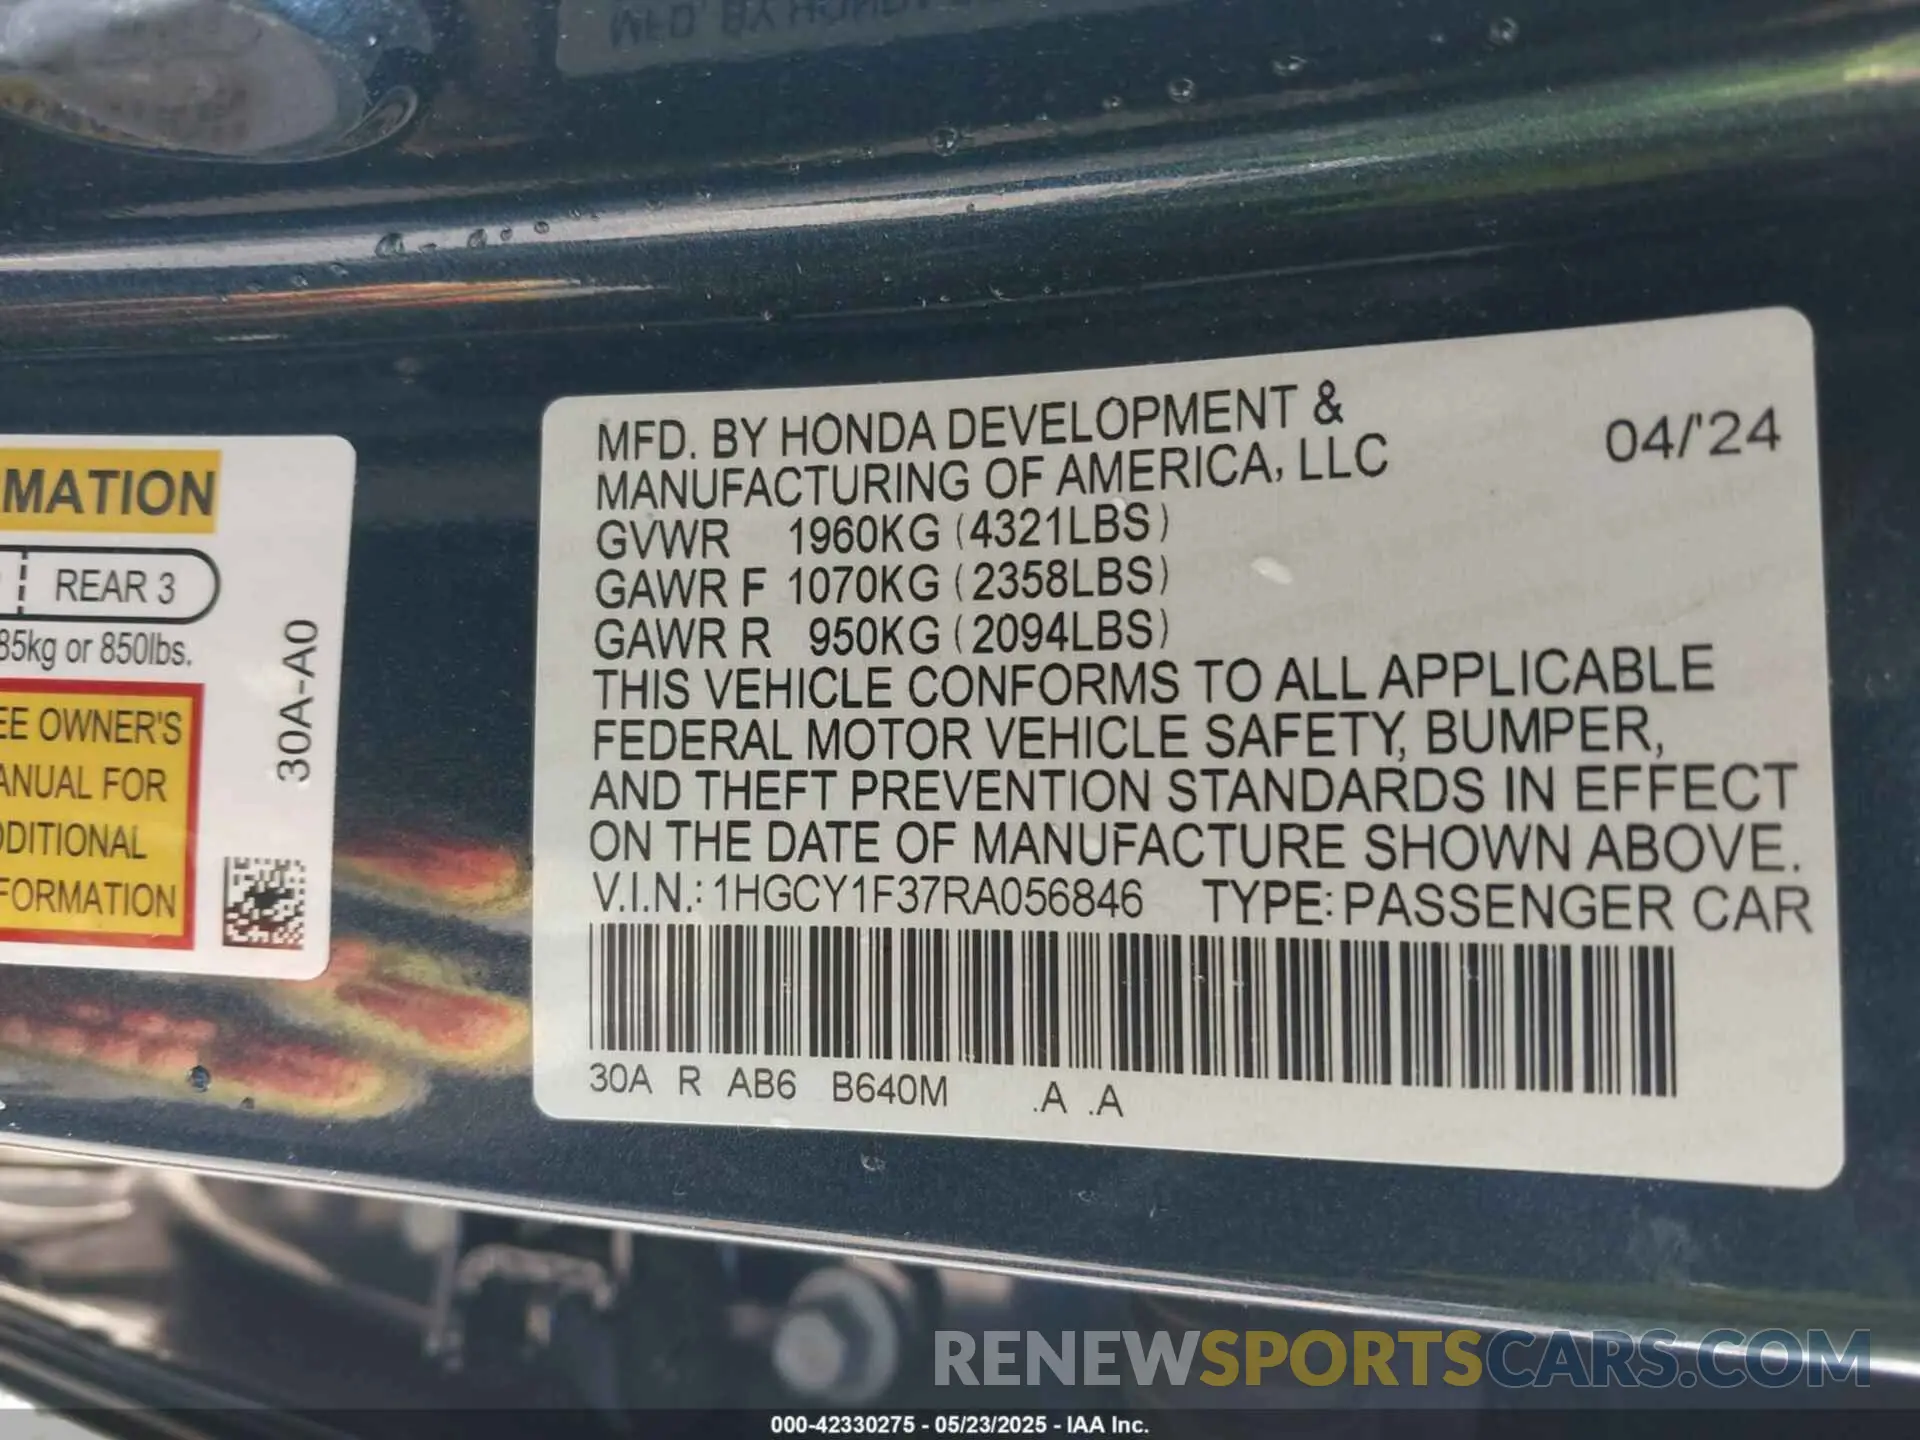 MFD. BY HONDA
MATION
REAR 3
85kg or 850lbs.
EE OWNER'S
ANUAL FOR
DDITIONAL
FORMATION
30A-A0
MFD. BY HONDA DEVELOPMENT &
MANUFACTURING OF AMERICA, LLC
04/'24
GVWR 1960KG (4321LBS)
GAWR F 1070KG (2358LBS)
GAWR R 950KG (2094LBS)
THIS VEHICLE CONFORMS TO ALL APPLICABLE
FEDERAL MOTOR VEHICLE SAFETY, BUMPER,
AND THEFT PREVENTION STANDARDS IN EFFECT
ON THE DATE OF MANUFACTURE SHOWN ABOVE.
V.I.N.: 1HGCY1F37RA056846 TYPE: PASSENGER CAR
30A R AB6 B640M .A .A
RENEWSPORTSCARS.COM
000-42330275 - 05/23/2025 - IAA Inc.